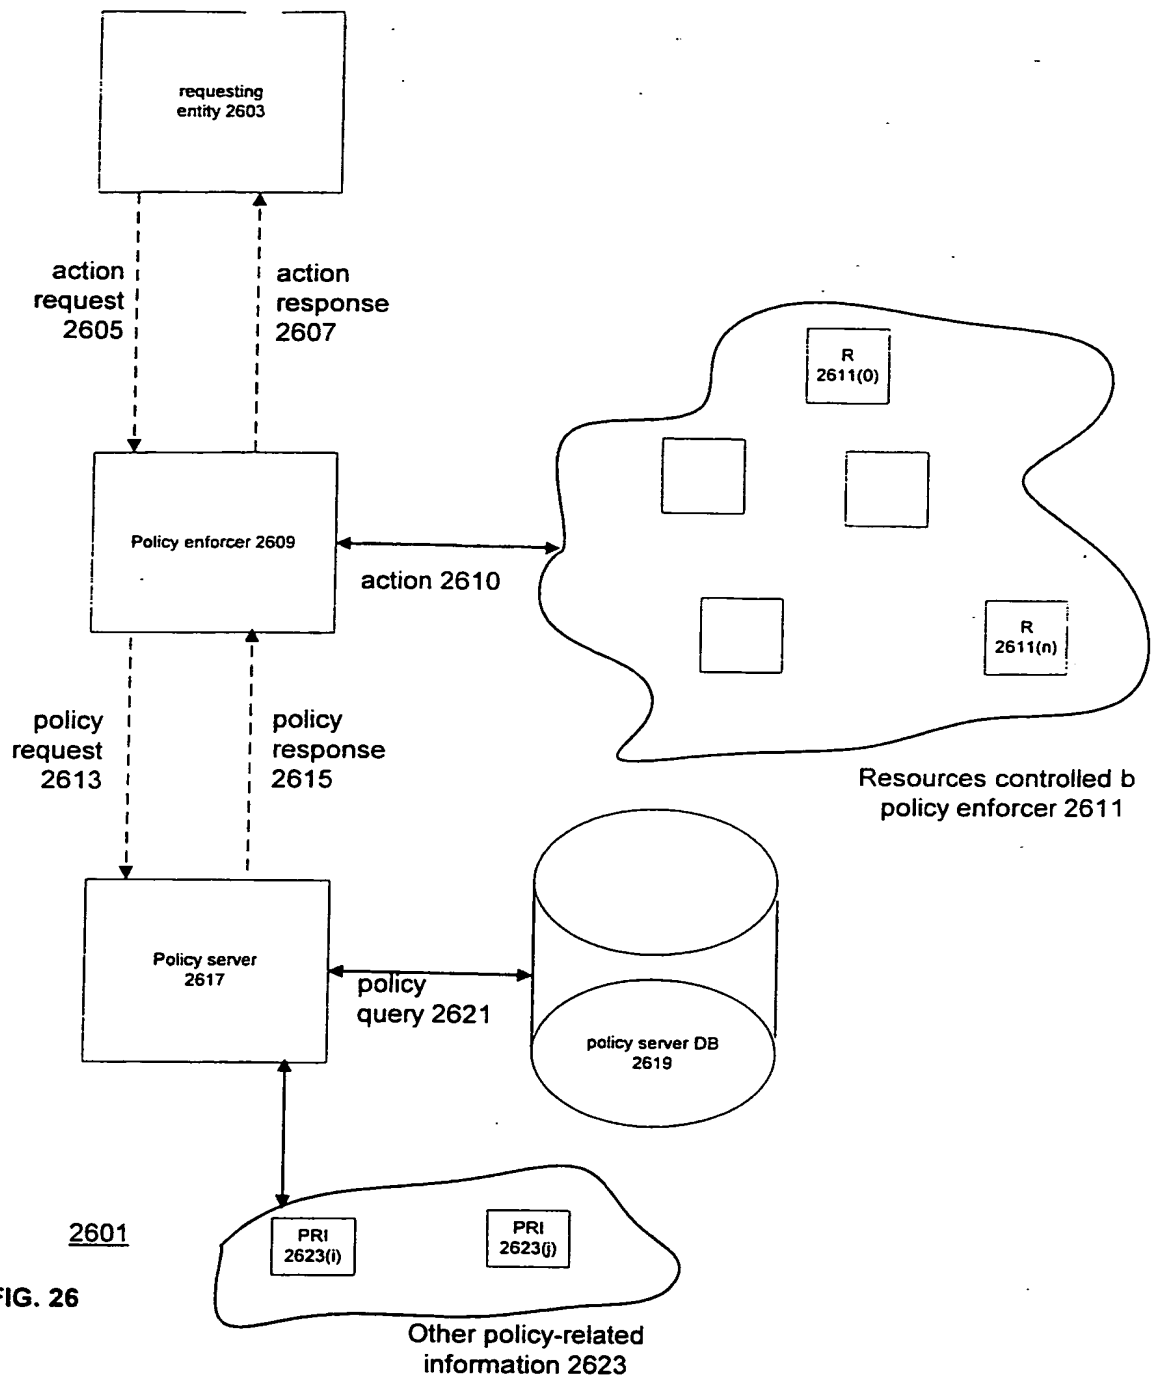 requesting
entity 2603
action
request
2605
action
response
2607
R
2611(0)
Policy enforcer 2609
action 2610
R
2611(n)
policy
request
2613
policy
response
2615
Resources controlled b
policy enforcer 2611
Policy server
2617
policy
query 2621
policy server DB
2619
2601
PRI
2623(i)
PRI
2623(j)
FIG. 26
Other policy-related
information 2623